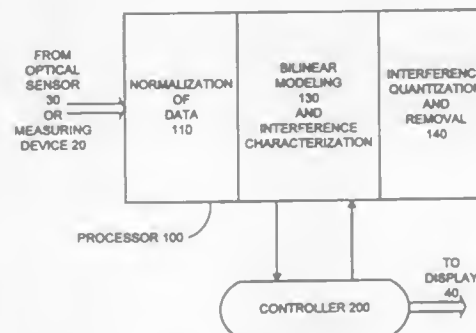 FROM
OPTICAL
SENSOR
30
OR
MEASURING
DEVICE 20
NORMALIZATION
OF
DATA
110
BILINEAR
MODELING
130
AND
INTERFERENCE
CHARACTERIZATION
INTERFERENC
QUANTIZATION
AND
REMOVAL
140
PROCESSOR 100
TO
DISPLAY
40
CONTROLLER 200